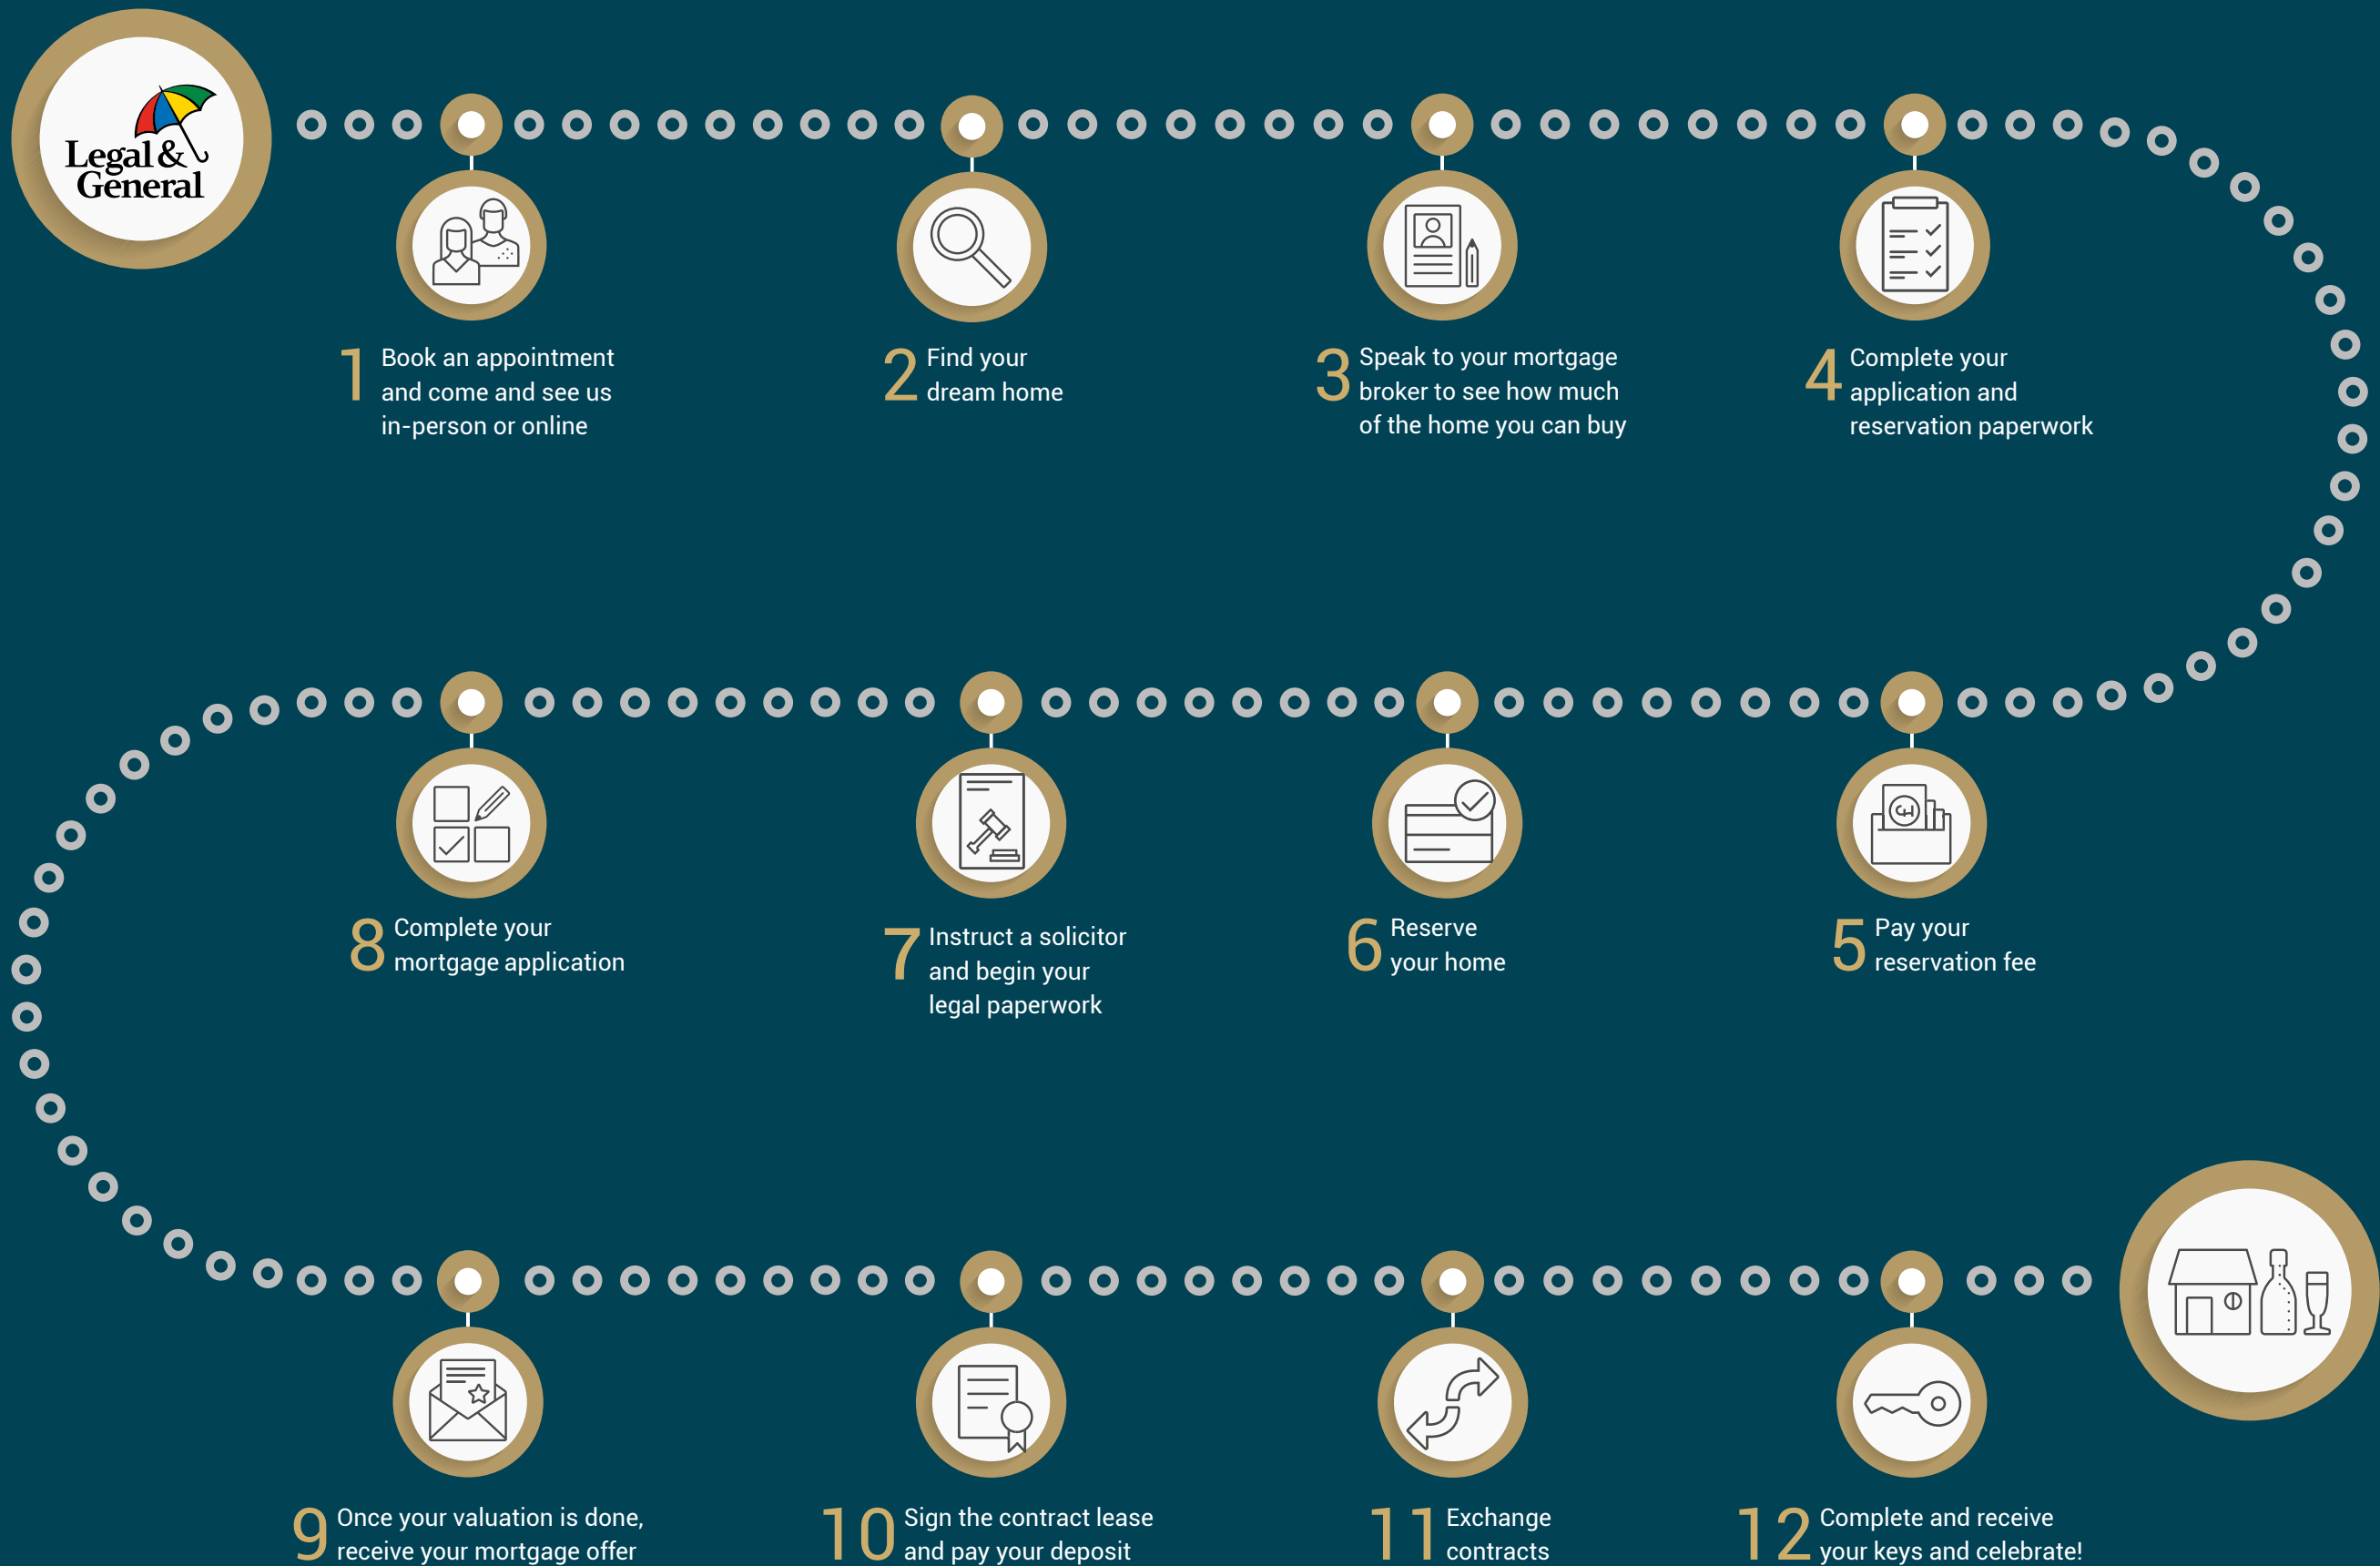 Legal &
General
1 Book an appointment
and come and see us
in-person or online
2 Find your
dream home
3 Speak to your mortgage
broker to see how much
of the home you can buy
4 Complete your
application and
reservation paperwork
5 Pay your
reservation fee
6 Reserve
your home
7 Instruct a solicitor
and begin your
legal paperwork
8 Complete your
mortgage application
9 Once your valuation is done,
receive your mortgage offer
10 Sign the contract lease
and pay your deposit
11 Exchange
contracts
12 Complete and receive
your keys and celebrate!